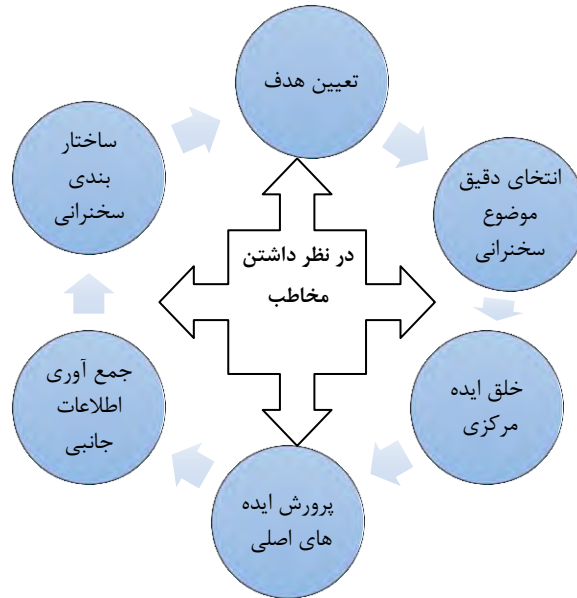 تعیین هدف
انتخای دقیق
موضوع
سخنرانی
خلق ایده
مرکزی
پرورش ایده
های اصلی
جمع آوری
اطلاعات
جانبی
ساختار
بندی
سخنرانی
در نظر داشتن
مخاطب